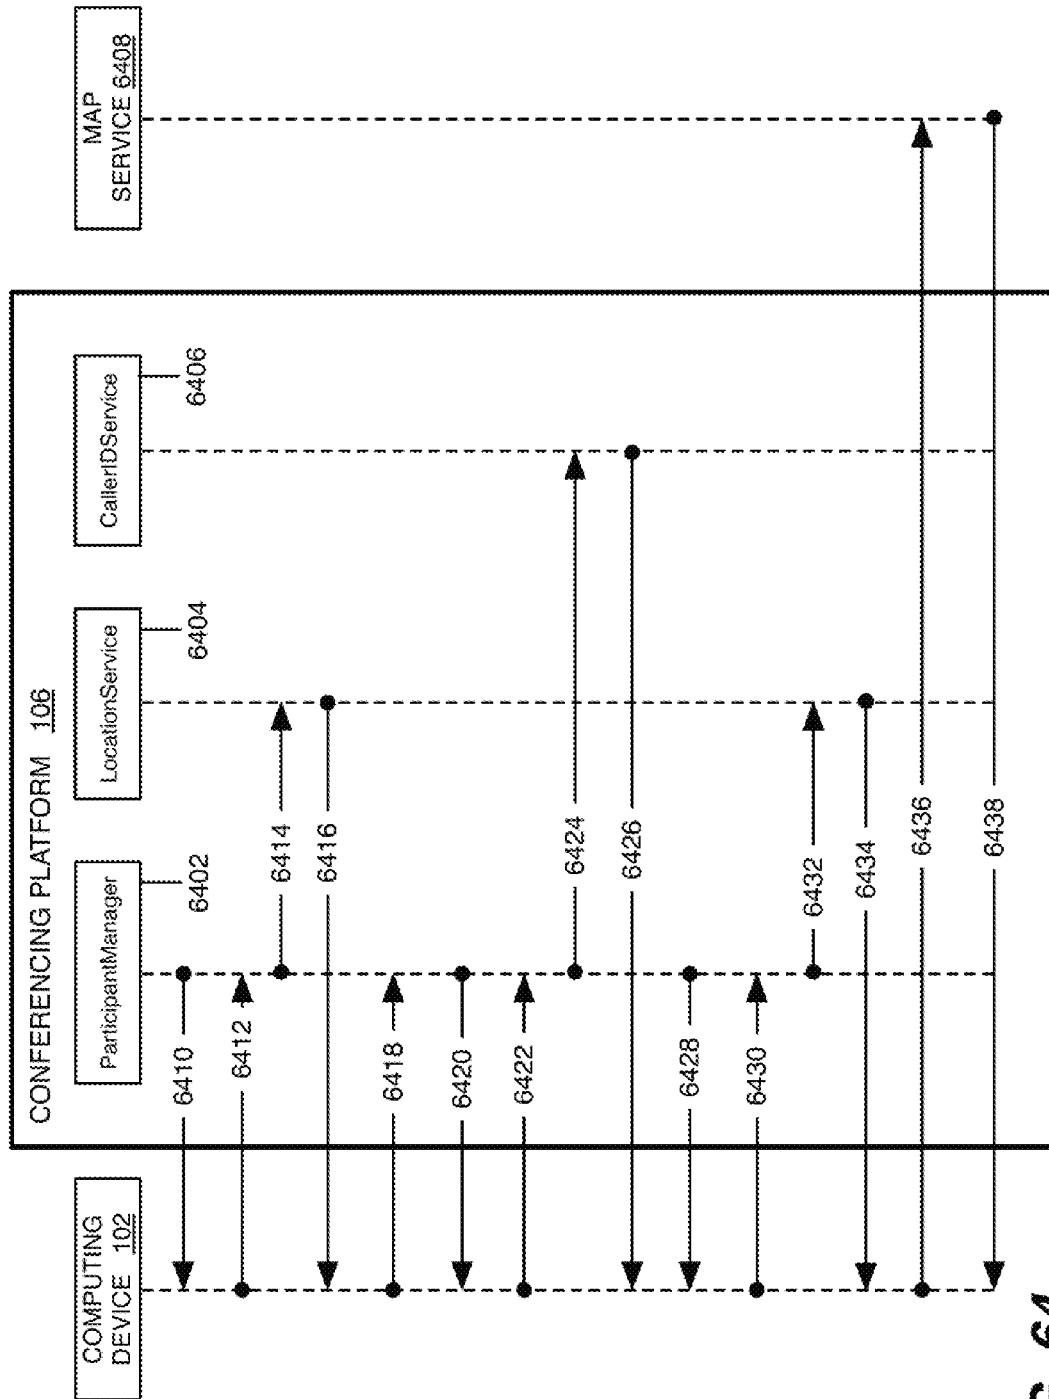 CONFERENCING PLATFORM 106
COMPUTING
DEVICE 102
ParticipantManager
6402
LocationService
6404
CallerIDService
6406
MAP
SERVICE 6408
6410
6412
6414
6416
6418
6420
6422
6424
6426
6428
6430
6432
6434
6436
6438